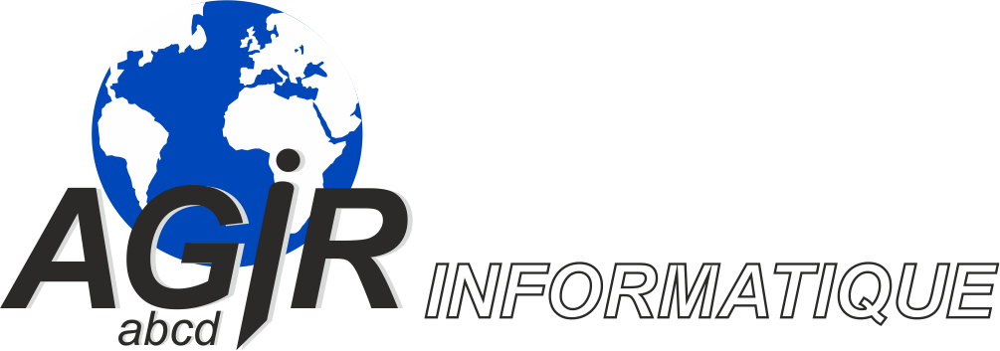 AGiR
abcd
INFORMATIQUE